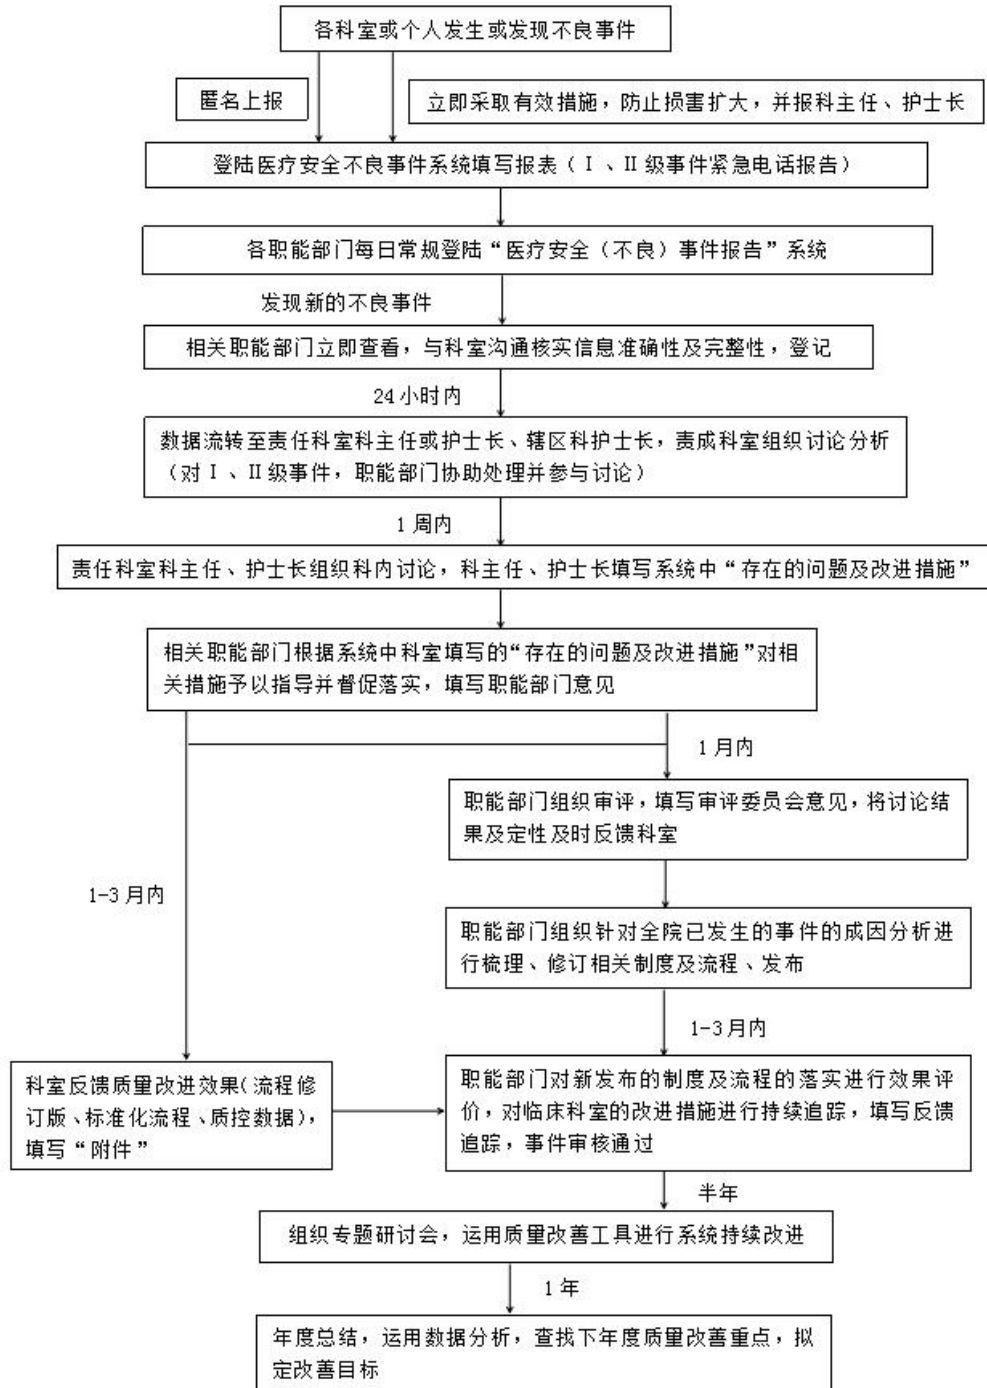 各科室或个人发生或发现不良事件
匿名上报
立即采取有效措施，防止损害扩大，并报科主任、护士长
登陆医疗安全不良事件系统填写报表（Ⅰ、Ⅱ级事件紧急电话报告）
各职能部门每日常规登陆“医疗安全（不良）事件报告”系统
发现新的不良事件
相关职能部门立即查看，与科室沟通核实信息准确性及完整性，登记
24小时内
数据流转至责任科室科主任或护士长、辖区科护士长，责成科室组织讨论分析
（对Ⅰ、Ⅱ级事件，职能部门协助处理并参与讨论）
1周内
责任科室科主任、护士长组织科内讨论，科主任、护士长填写系统中“存在的问题及改进措施”
相关职能部门根据系统中科室填写的“存在的问题及改进措施”对相
关措施予以指导并督促落实，填写职能部门意见
1月内
职能部门组织审评，填写审评委员会意见，将讨论结
果及定性及时反馈科室
1-3月内
职能部门组织针对全院已发生的事件的成因分析进
行梳理、修订相关制度及流程、发布
1-3月内
科室反馈质量改进效果（流程修
订版、标准化流程、质控数据），
填写“附件”
职能部门对新发布的制度及流程的落实进行效果评
价，对临床科室的改进措施进行持续追踪，填写反馈
追踪，事件审核通过
半年
组织专题研讨会，运用质量改善工具进行系统持续改进
1年
年度总结，运用数据分析，查找下年度质量改善重点，拟
定改善目标